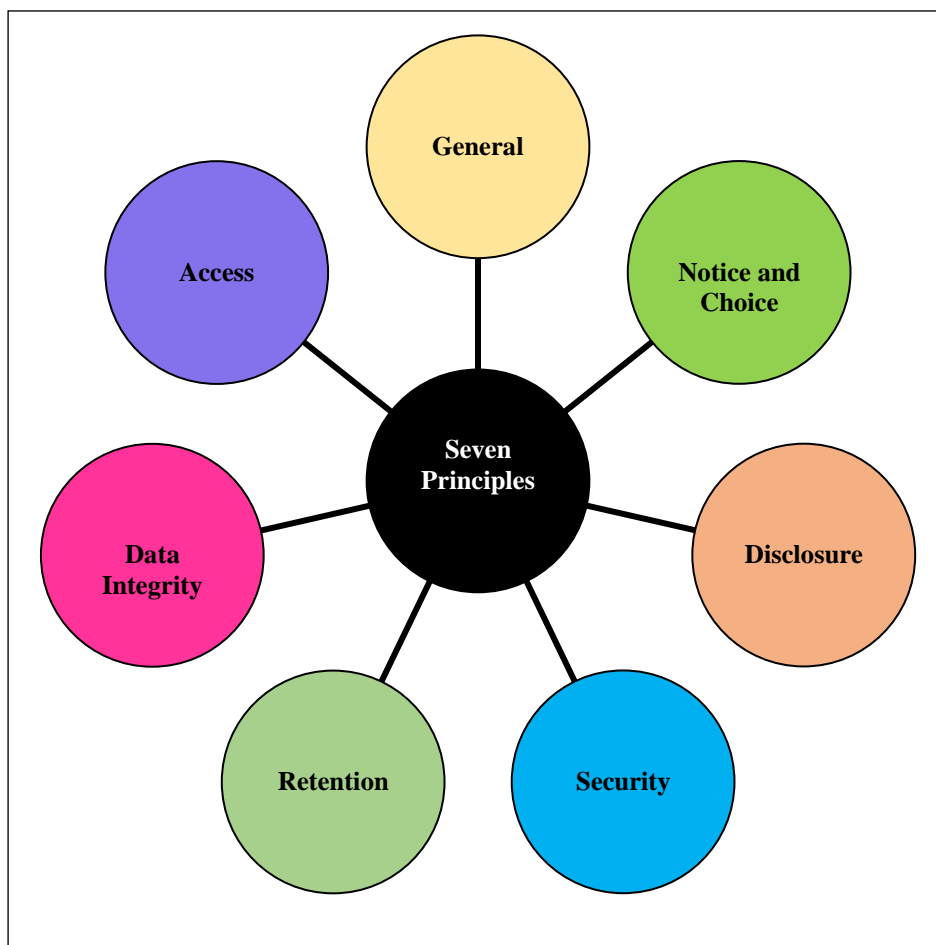 General
Notice and
Choice
Disclosure
Security
Retention
Data
Integrity
Access
Seven
Principles